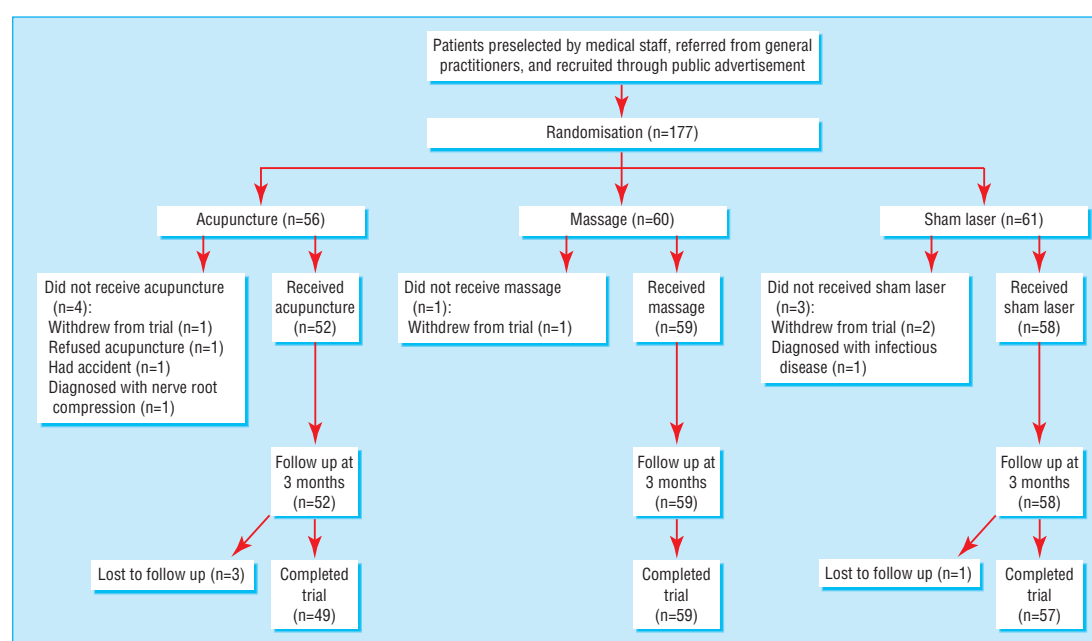 Patients preselected by medical staff, referred from general
practitioners, and recruited through public advertisement
Randomisation (n=177)
Acupuncture (n=56)
Massage (n=60)
Sham laser (n=61)
Did not receive acupuncture
(n=4):
Withdrew from trial (n=1)
Refused acupuncture (n=1)
Had accident (n=1)
Diagnosed with nerve root
compression (n=1)
Received
acupuncture
(n=52)
Did not receive massage
(n=1):
Withdrew from trial (n=1)
Received
massage
(n=59)
Did not received sham laser
(n=3):
Withdrew from trial (n=2)
Diagnosed with infectious
disease (n=1)
Received
sham laser
(n=58)
Follow up at
3 months
(n=52)
Follow up at
3 months
(n=59)
Follow up at
3 months
(n=58)
Lost to follow up (n=3)
Completed
trial
(n=49)
Completed
trial
(n=59)
Lost to follow up (n=1)
Completed
trial
(n=57)